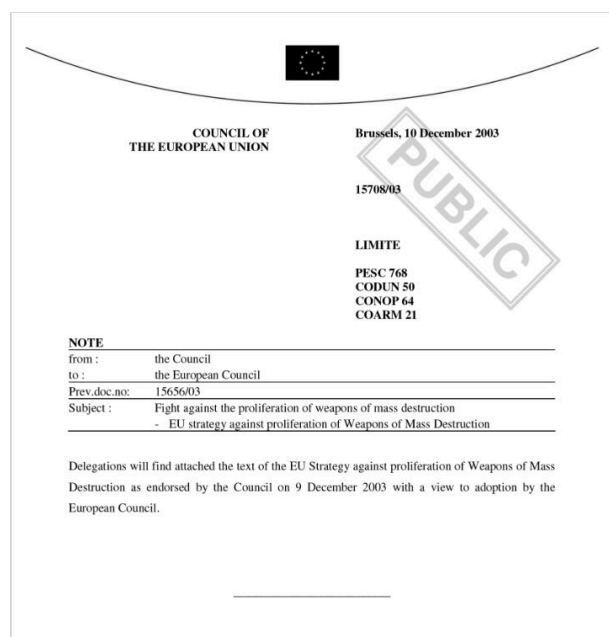 COUNCIL OF
THE EUROPEAN UNION
Brussels, 10 December 2003
15708/03
PUBLIC
LIMITE
PESC 768
CODUN 50
CONOP 64
COARM 21
NOTE
from : the Council
to : the European Council
Prev.doc.no: 15656/03
Subject : Fight against the proliferation of weapons of mass destruction
- EU strategy against proliferation of Weapons of Mass Destruction
Delegations will find attached the text of the EU Strategy against proliferation of Weapons of Mass
Destruction as endorsed by the Council on 9 December 2003 with a view to adoption by the
European Council.